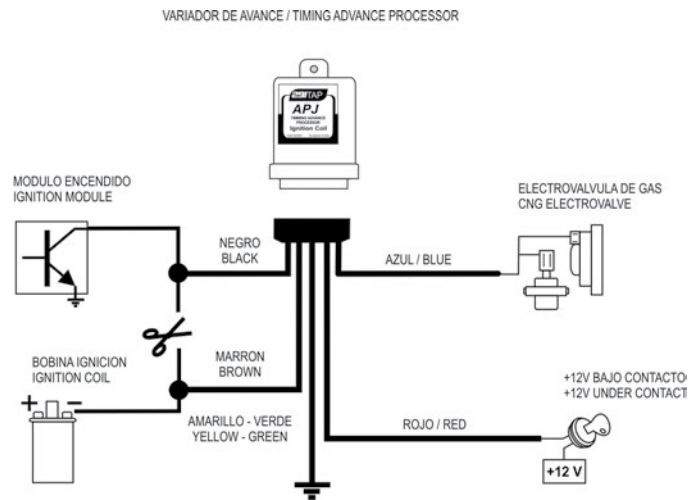 VARIADOR DE AVANCE / TIMING ADVANCE PROCESSOR
TAP
APJ
TIMING ADVANCE
PROCESSOR
Ignition Coil
MODULO ENCENDIDO
IGNITION MODULE
ELECTROVALVULA DE GAS
CNG ELECTROVALVE
NEGRO
BLACK
AZUL / BLUE
BOBINA IGNICION
IGNITION COIL
+ -
MARRON
BROWN
+12V BAJO CONTACTO
+12V UNDER CONTACT
AMARILLO - VERDE
YELLOW - GREEN
ROJO / RED
+12 V